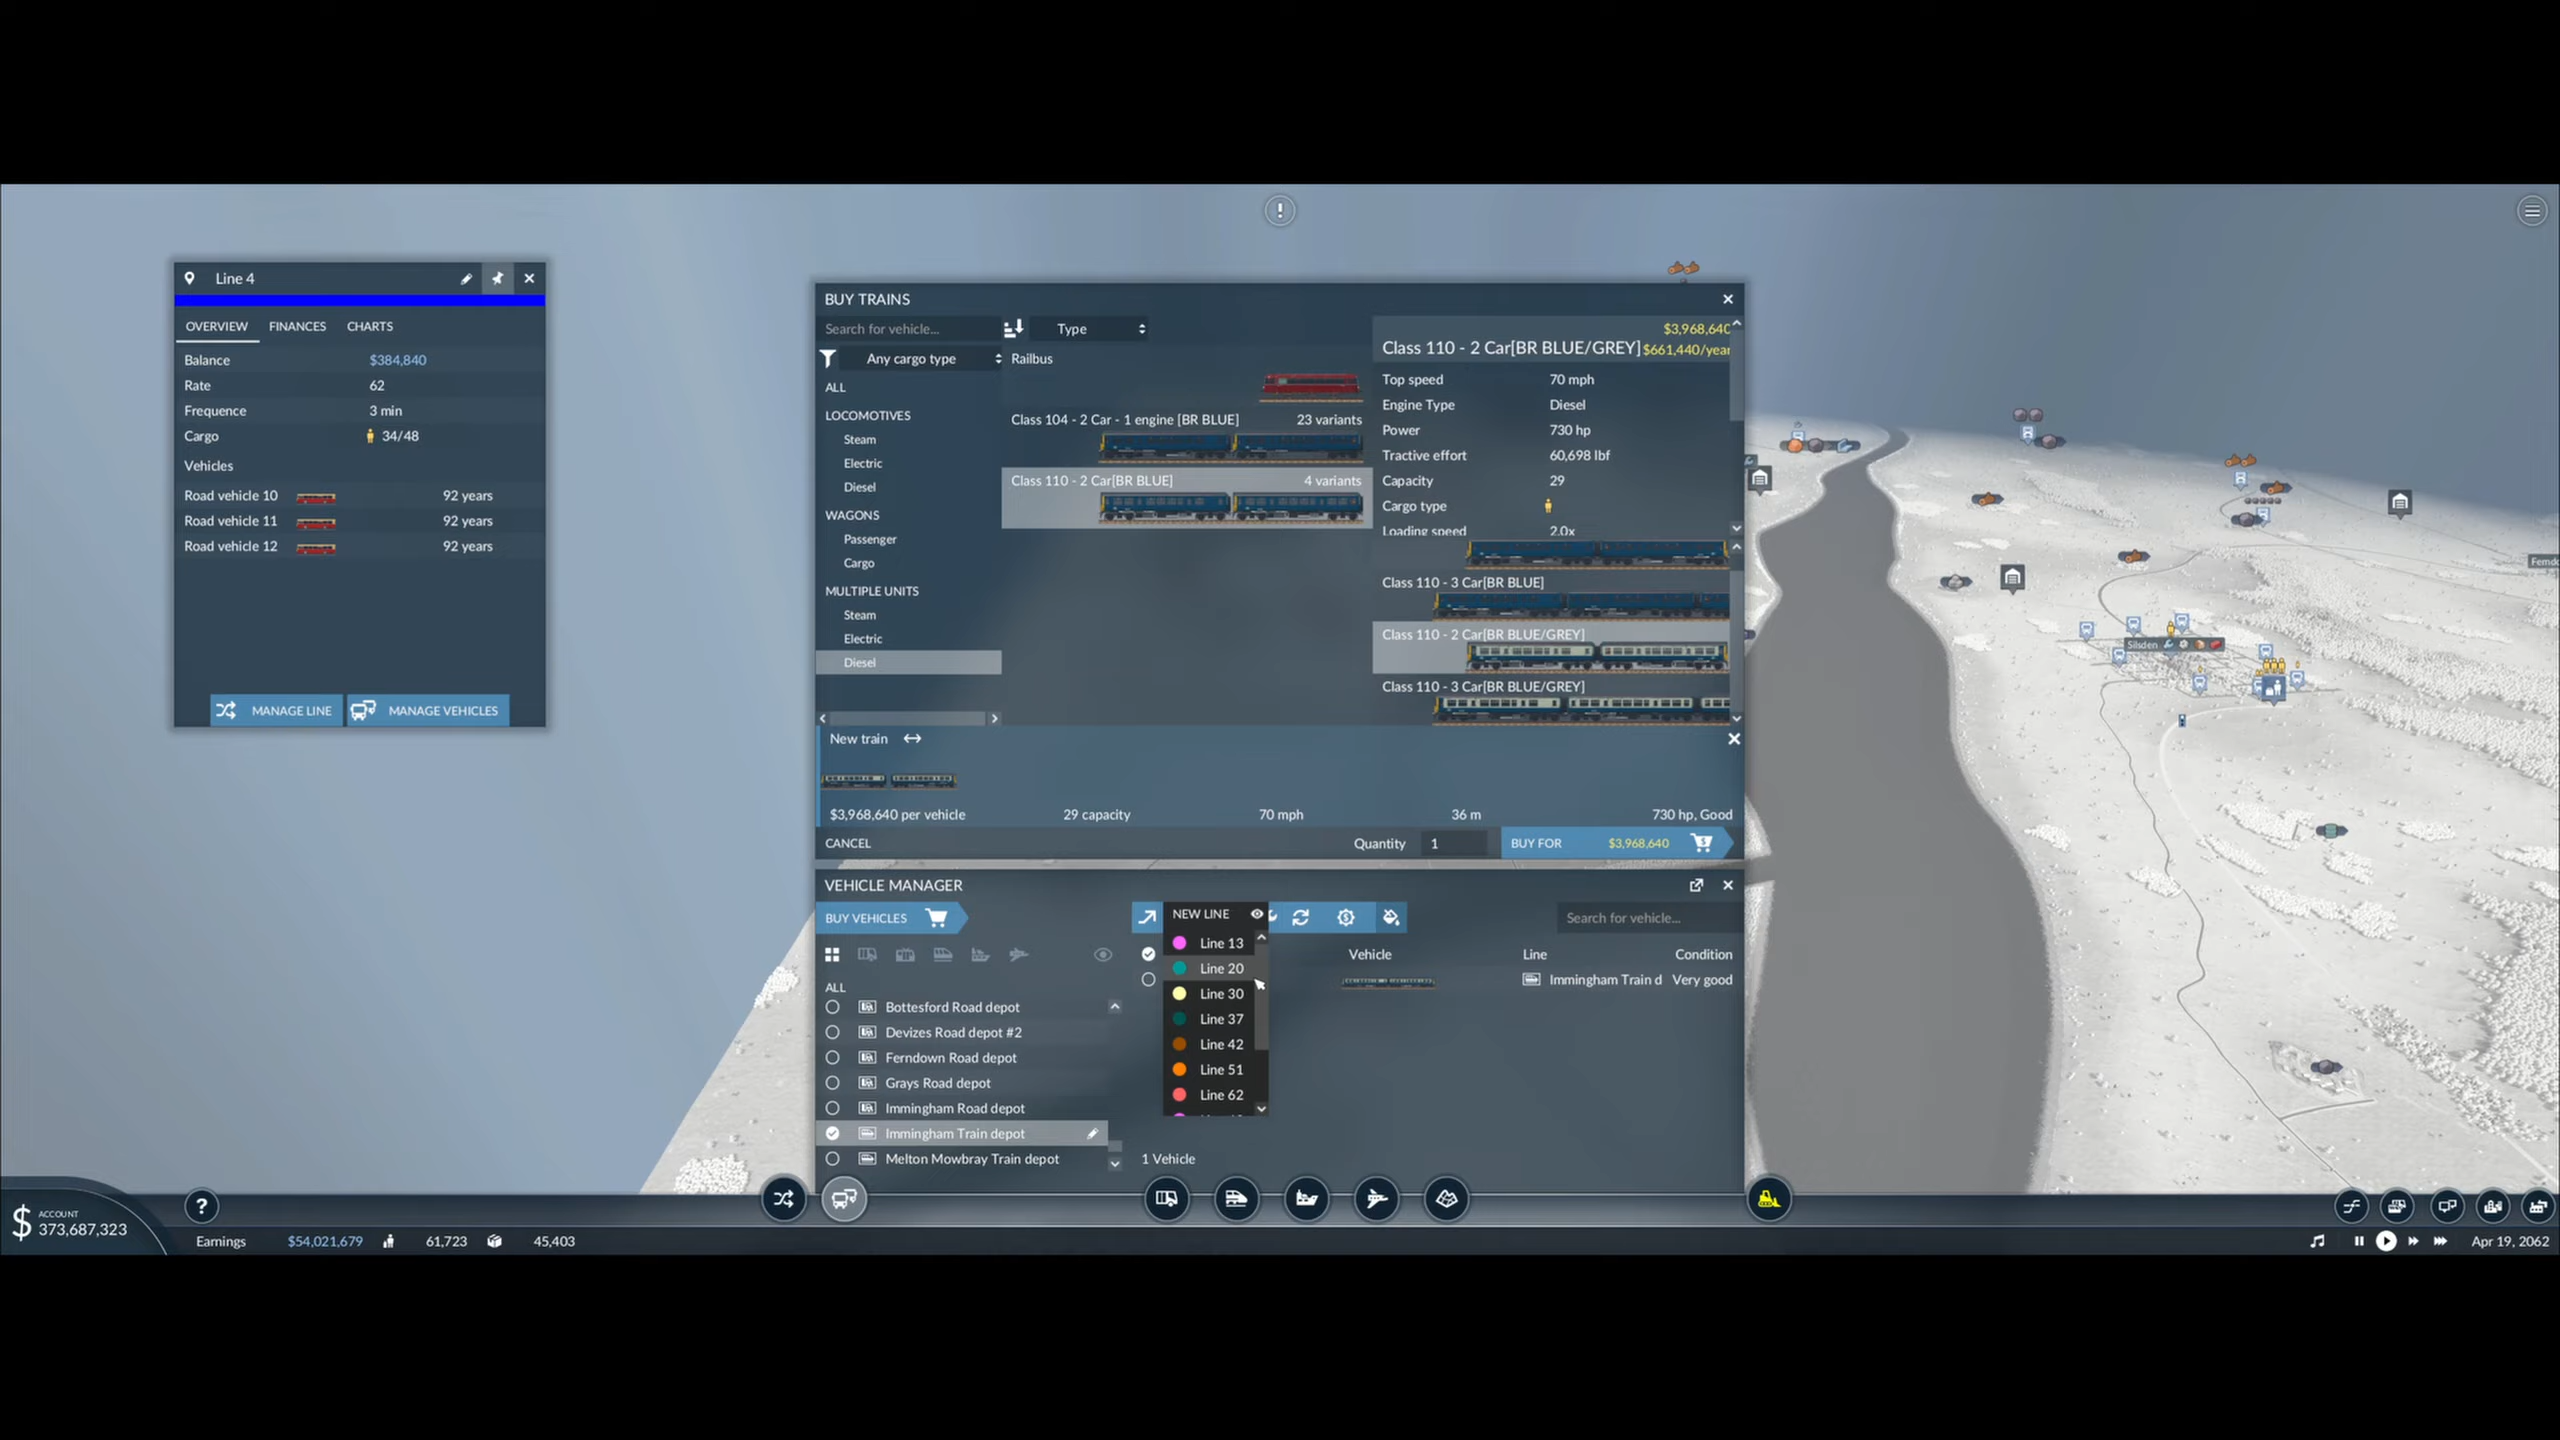 Line 4
OVERVIEW FINANCES CHARTS
Balance $384,840
Rate 62
Frequence 3 min
Cargo 34/48
Vehicles
Road vehicle 10 92 years
Road vehicle 11 92 years
Road vehicle 12 92 years
MANAGE LINE MANAGE VEHICLES
BUY TRAINS
Search for vehicle... Type
Any cargo type
ALL
LOCOMOTIVES
Steam
Electric
Diesel
WAGONS
Passenger
Cargo
MULTIPLE UNITS
Steam
Electric
Diesel
Railbus
Class 104 - 2 Car - 1 engine [BR BLUE] 23 variants
Class 110 - 2 Car[BR BLUE] 4 variants
$3,968,640
Class 110 - 2 Car[BR BLUE/GREY] $661,440/year
Top speed 70 mph
Engine Type Diesel
Power 730 hp
Tractive effort 60,698 lbf
Capacity 29
Cargo type
Loading speed 2.0x
Class 110 - 3 Car[BR BLUE]
Class 110 - 2 Car[BR BLUE/GREY]
Class 110 - 3 Car[BR BLUE/GREY]
New train
$3,968,640 per vehicle 29 capacity 70 mph 36 m 730 hp, Good
CANCEL Quantity 1 BUY FOR $3,968,640
VEHICLE MANAGER
BUY VEHICLES
Search for vehicle...
ALL
Bottesford Road depot
Devizes Road depot #2
Ferndown Road depot
Grays Road depot
Immingham Road depot
Immingham Train depot
Melton Mowbray Train depot
NEW LINE
Line 13
Line 20
Line 30
Line 37
Line 42
Line 51
Line 62
Vehicle Line Condition
Immingham Train d Very good
1 Vehicle
Silsden
Ferndo
ACCOUNT
$ 373,687,323
?
Earnings $54,021,679 61,723 45,403
Apr 19, 2062